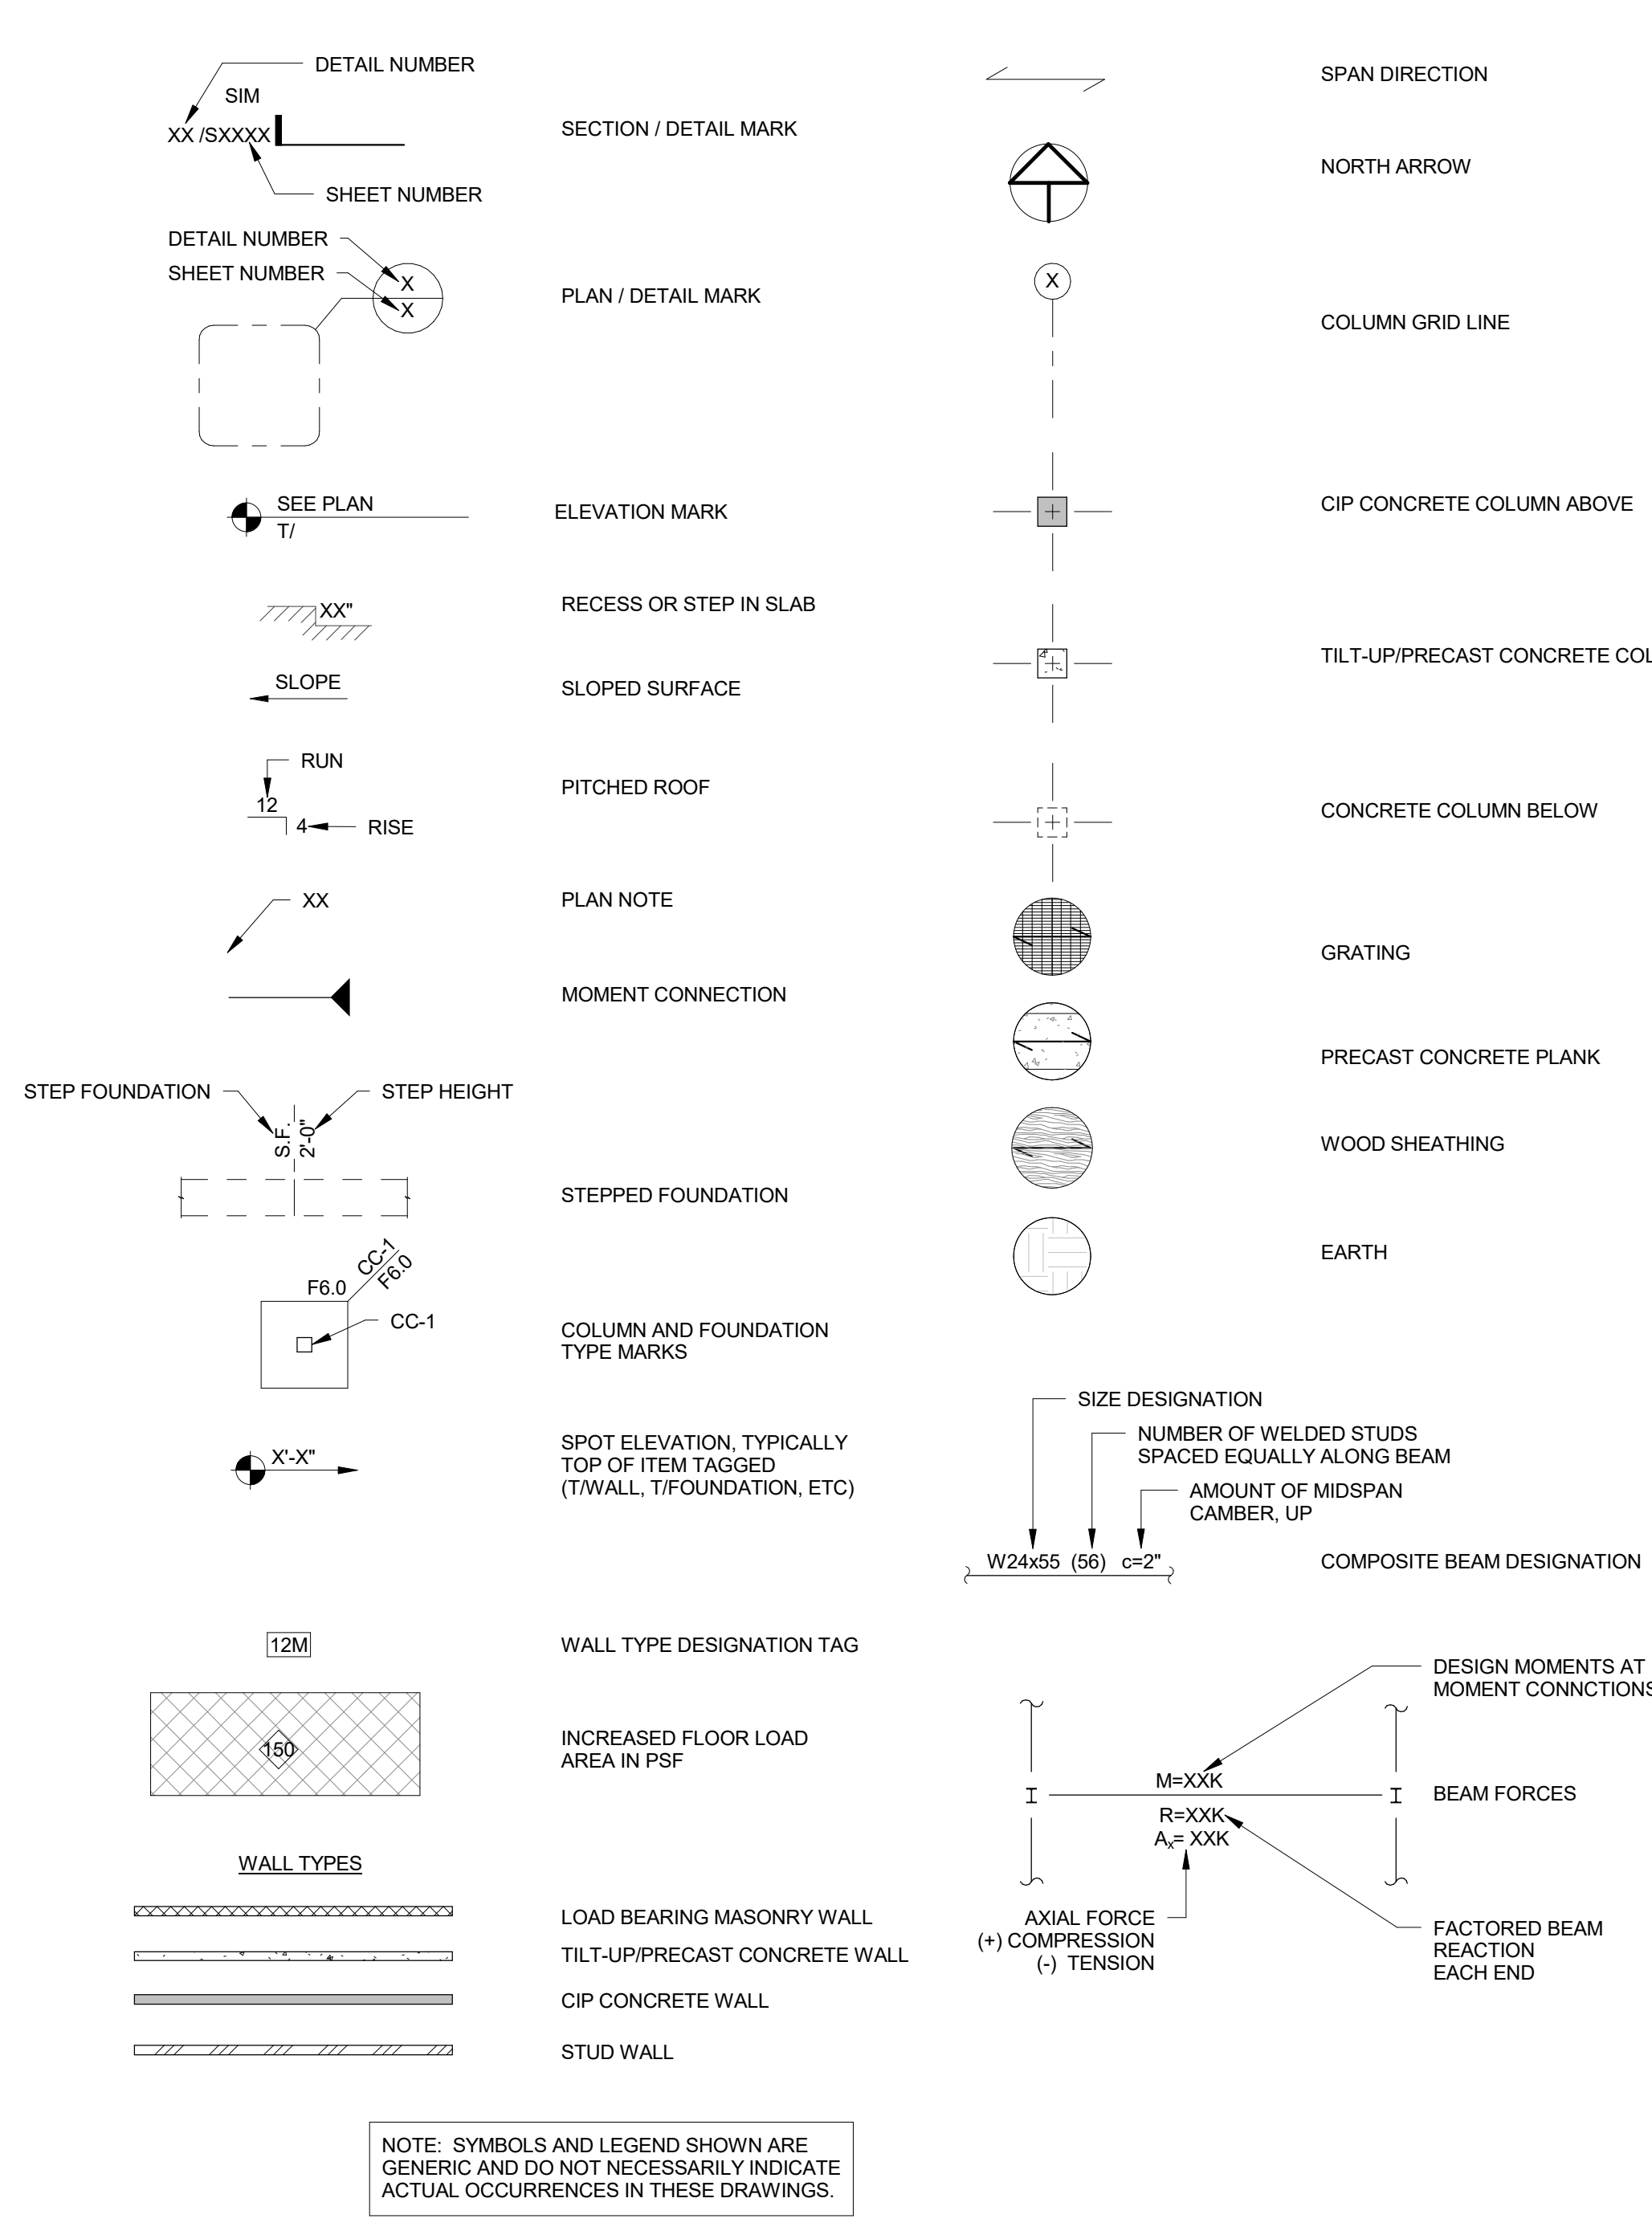 DETAIL NUMBER
SIM
XX /SXXXX
SECTION / DETAIL MARK
SHEET NUMBER
DETAIL NUMBER
SHEET NUMBER
X
X
PLAN / DETAIL MARK
SEE PLAN
T/
ELEVATION MARK
XX"
RECESS OR STEP IN SLAB
SLOPE
SLOPED SURFACE
RUN
12
4
RISE
PITCHED ROOF
XX
PLAN NOTE
MOMENT CONNECTION
STEP FOUNDATION
STEP HEIGHT
S.F.
2'-0"
STEPPED FOUNDATION
CC-1
F6.0
F6.0
CC-1
COLUMN AND FOUNDATION
TYPE MARKS
X'-X"
SPOT ELEVATION, TYPICALLY
TOP OF ITEM TAGGED
(T/WALL, T/FOUNDATION, ETC)
12M
WALL TYPE DESIGNATION TAG
150
INCREASED FLOOR LOAD
AREA IN PSF
WALL TYPES
LOAD BEARING MASONRY WALL
TILT-UP/PRECAST CONCRETE WALL
CIP CONCRETE WALL
STUD WALL
NOTE: SYMBOLS AND LEGEND SHOWN ARE
GENERIC AND DO NOT NECESSARILY INDICATE
ACTUAL OCCURRENCES IN THESE DRAWINGS.
SPAN DIRECTION
NORTH ARROW
X
COLUMN GRID LINE
CIP CONCRETE COLUMN ABOVE
TILT-UP/PRECAST CONCRETE COL
CONCRETE COLUMN BELOW
GRATING
PRECAST CONCRETE PLANK
WOOD SHEATHING
EARTH
SIZE DESIGNATION
NUMBER OF WELDED STUDS
SPACED EQUALLY ALONG BEAM
AMOUNT OF MIDSPAN
CAMBER, UP
W24x55 (56) c=2"
COMPOSITE BEAM DESIGNATION
DESIGN MOMENTS AT
MOMENT CONNCTIONS
M=XXK
BEAM FORCES
R=XXK
Ax= XXK
AXIAL FORCE
(+) COMPRESSION
(-) TENSION
FACTORED BEAM
REACTION
EACH END